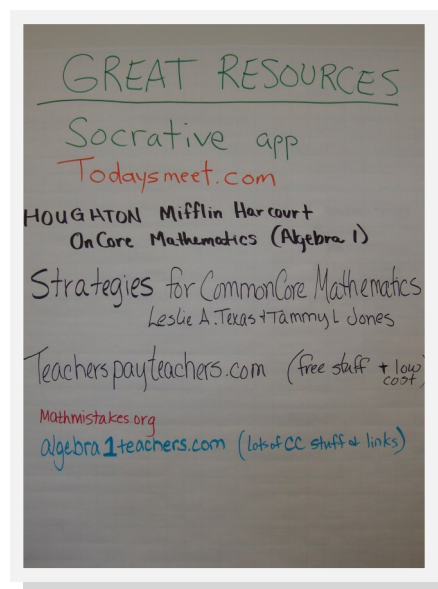 GREAT RESOURCES
Socrative app
Todaysmeet.com
HOUGHTON Mifflin Harcourt
OnCore Mathematics (Algebra 1)
Strategies for CommonCore Mathematics
Leslie A. Texas + Tammy L Jones
Teacherspayteachers.com (free stuff + low
cost)
Mathmistakes.org
algebra1teachers.com (lots of CC stuff & links)